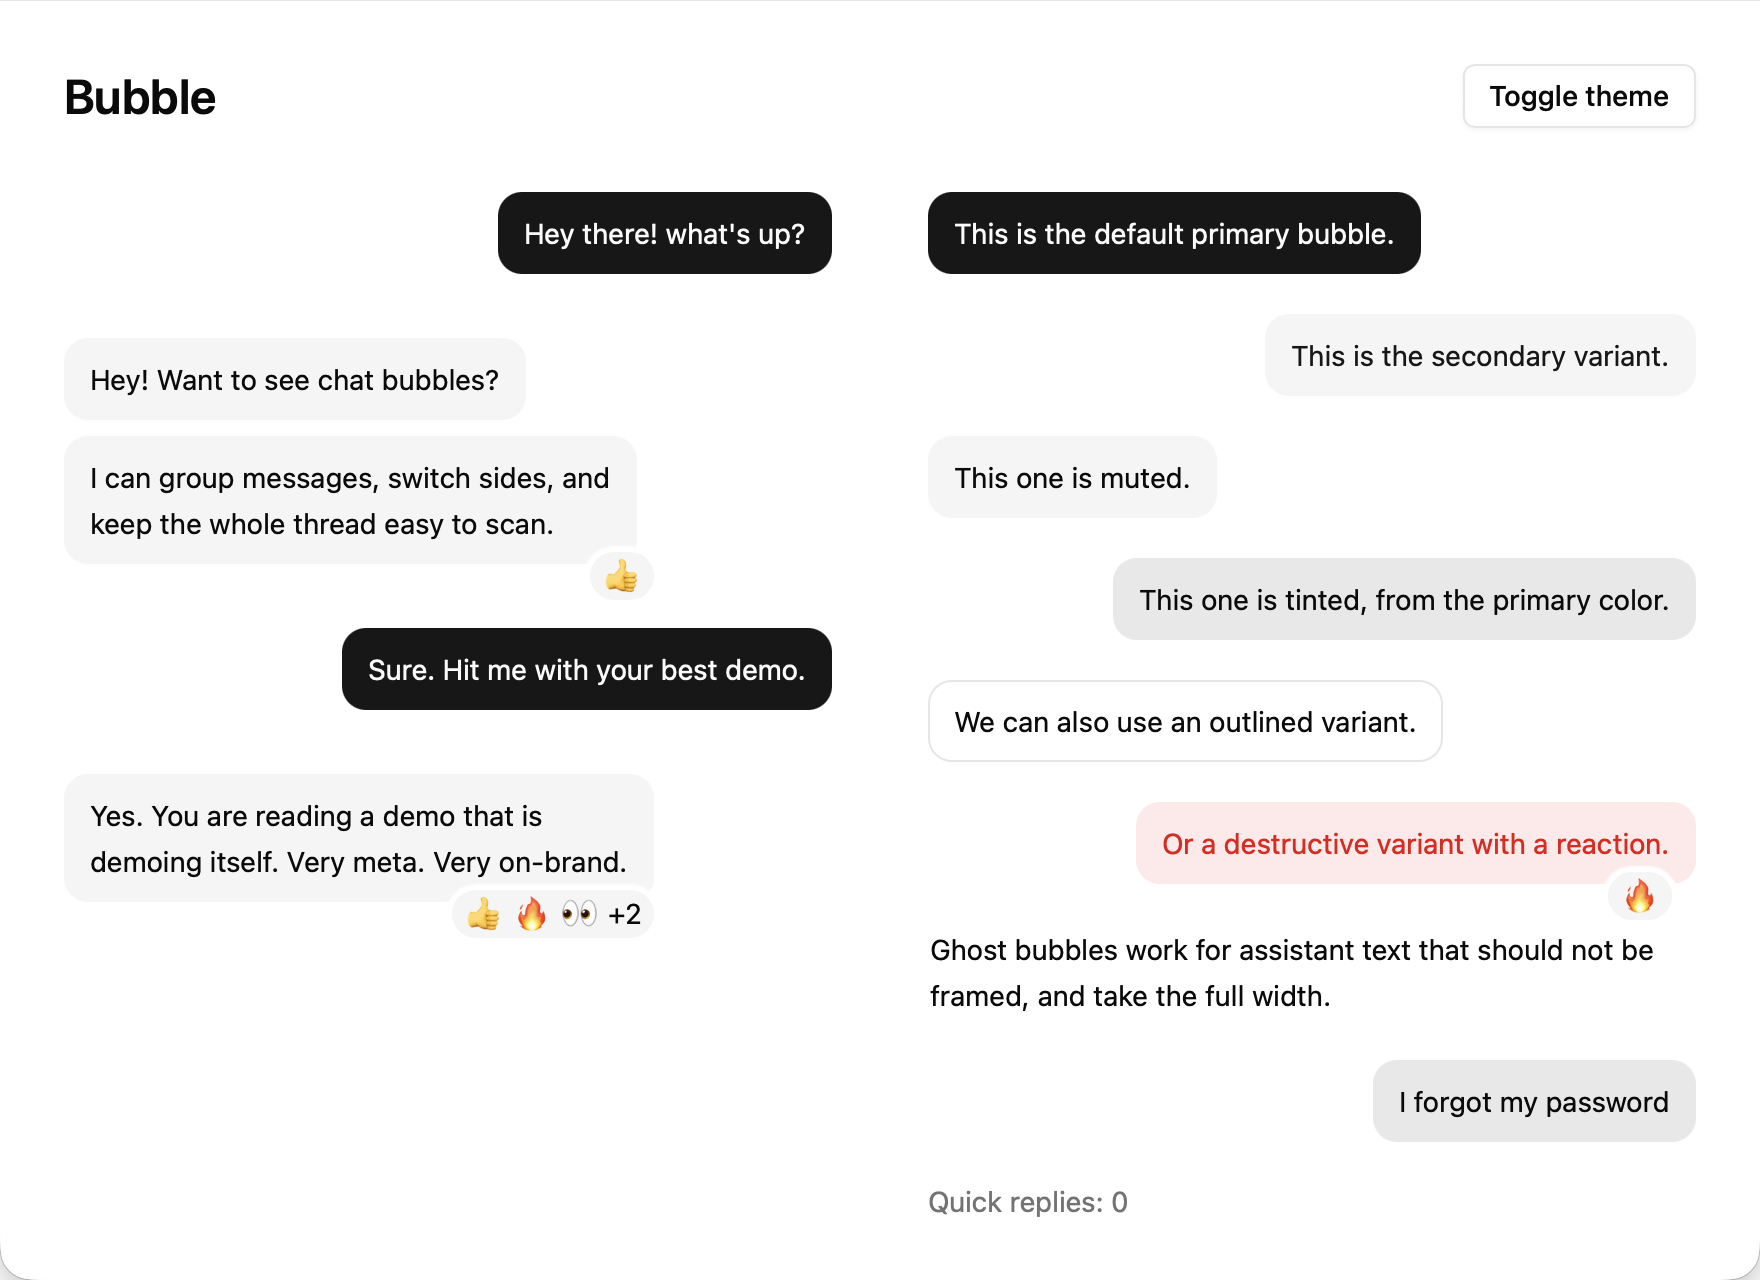 Bubble
Toggle theme
Hey there! what's up?
Hey! Want to see chat bubbles?
I can group messages, switch sides, and
keep the whole thread easy to scan.
👍
Sure. Hit me with your best demo.
Yes. You are reading a demo that is
demoing itself. Very meta. Very on-brand.
👍 🔥 👀 +2
This is the default primary bubble.
This is the secondary variant.
This one is muted.
This one is tinted, from the primary color.
We can also use an outlined variant.
Or a destructive variant with a reaction.
🔥
Ghost bubbles work for assistant text that should not be
framed, and take the full width.
I forgot my password
Quick replies: 0